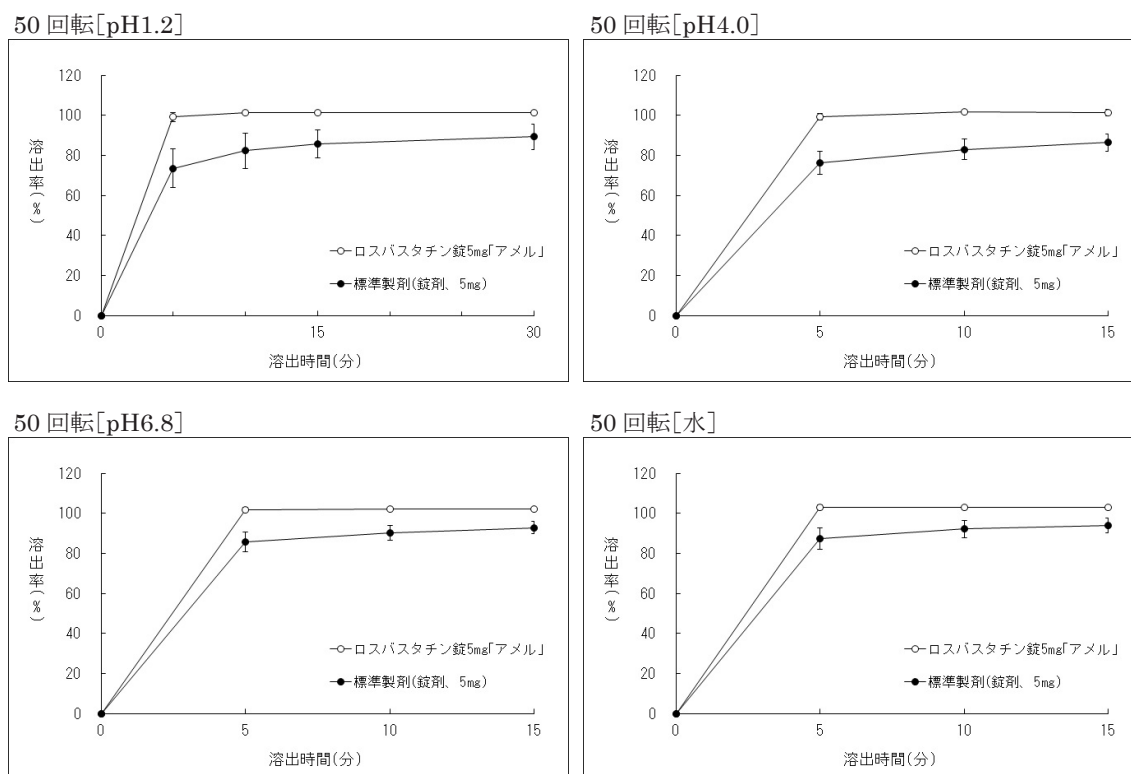 50 回転[pH1.2]
120
100
80
60
40
20
0
溶出率(%)
ロスバスタチン錠5㎎「アメル」
標準製剤(錠剤、5㎎)
0
15
30
溶出時間(分)
50 回転[pH4.0]
120
100
80
60
40
20
0
溶出率(%)
ロスバスタチン錠5㎎「アメル」
標準製剤(錠剤、5㎎)
0
5
10
15
溶出時間(分)
50 回転[pH6.8]
120
100
80
60
40
20
0
溶出率(%)
ロスバスタチン錠5㎎「アメル」
標準製剤(錠剤、5㎎)
0
5
10
15
溶出時間(分)
50 回転[水]
120
100
80
60
40
20
0
溶出率(%)
ロスバスタチン錠5㎎「アメル」
標準製剤(錠剤、5㎎)
0
5
10
15
溶出時間(分)